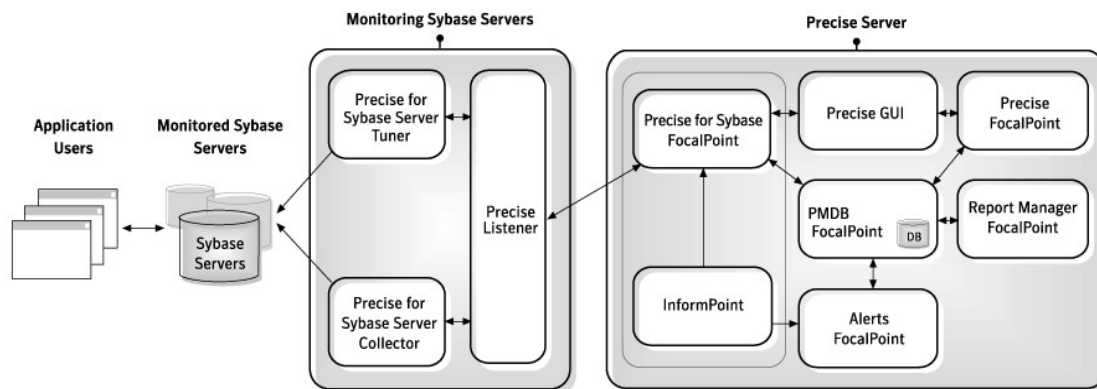 Monitoring Sybase Servers
Precise Server
Application
Users
Monitored Sybase
Servers
Sybase
Servers
Precise for
Sybase Server
Tuner
Precise
Listener
Precise for
Sybase Server
Collector
Precise for Sybase
FocalPoint
InformPoint
Precise GUI
Precise
FocalPoint
PMDB
FocalPoint
DB
Report Manager
FocalPoint
Alerts
FocalPoint